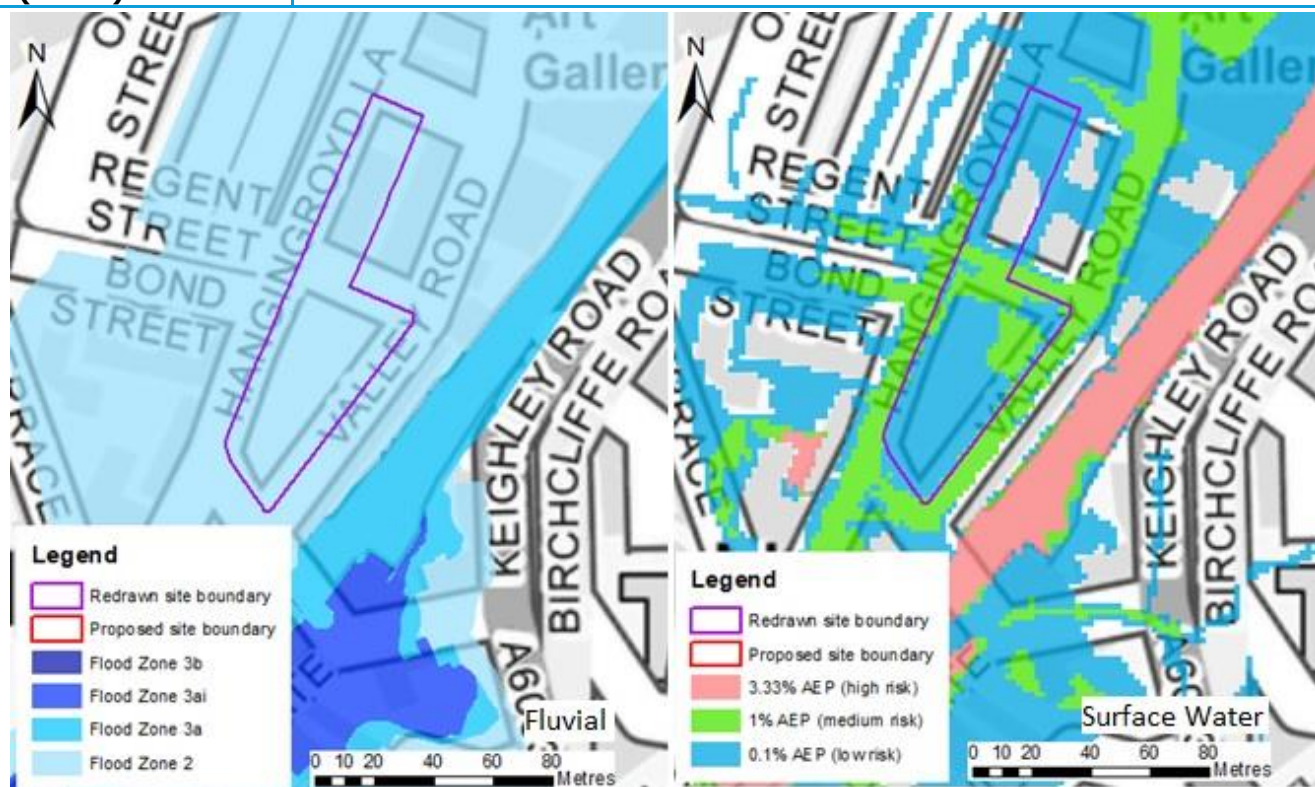 N
STREET
REGENT
STREET
BOND
STREET
HANGINGROYD LA
VALLEY ROAD
Art
Galler
KEIGHLEY ROAD
BIRCHCLIFFE RO
ERRACE
Legend
Redrawn site boundary
Proposed site boundary
Flood Zone 3b
Flood Zone 3ai
Flood Zone 3a
Flood Zone 2
Fluvial
0 10 20 40 60 80
Metres
N
STREET
REGENT
STREET
BOND
STREET
HANGINGROYD LA
VALLEY ROAD
Art
Galler
KEIGHLEY ROAD
BIRCHCLIFFE RO
ERRACE
Legend
Redrawn site boundary
Proposed site boundary
3.33% AEP (high risk)
1% AEP (medium risk)
0.1% AEP (low risk)
Surface Water
0 10 20 40 60 80
Metres